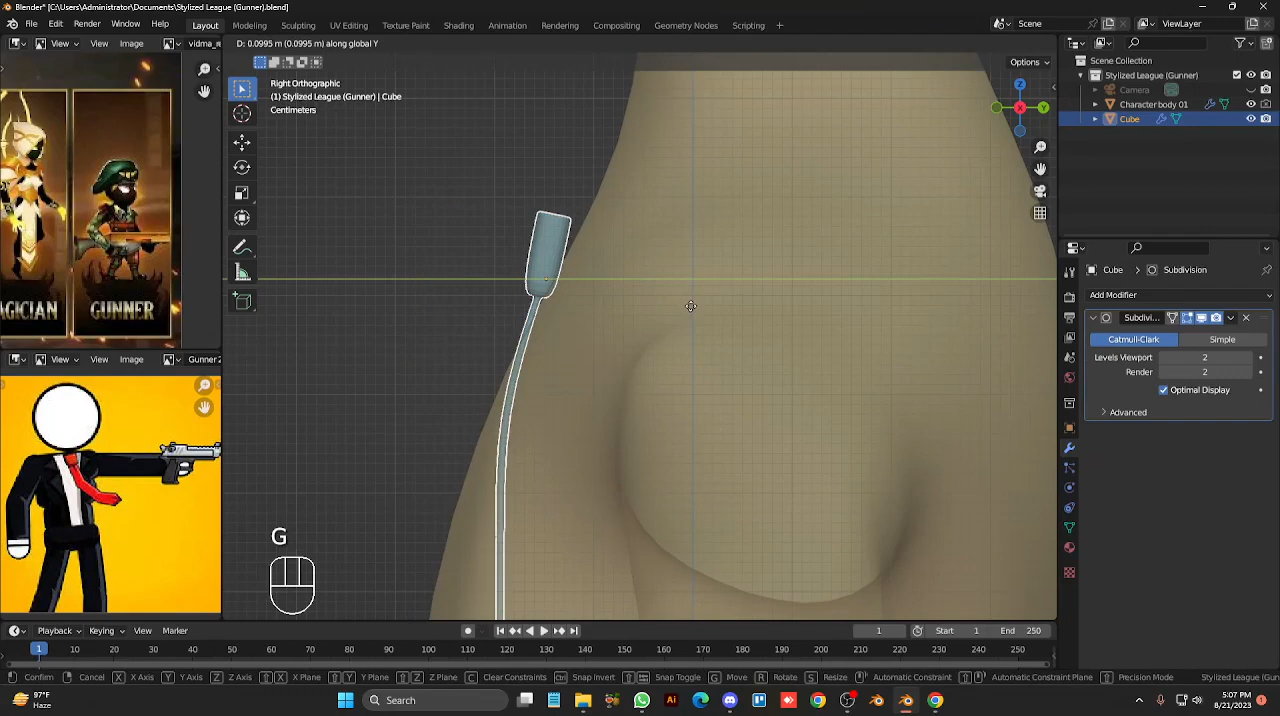 Blender* [C:\Users\Administrator\Documents\Stylized League (Gunner).blend]
File Edit Render Window Help Layout Modeling Sculpting UV Editing Texture Paint Shading Animation Rendering Compositing Geometry Nodes Scripting + Scene ViewLayer
View View Image vidma_re
D: 0.0995 m (0.0995 m) along global Y
Options
Right Orthographic
(1) Stylized League (Gunner) | Cube
Centimeters
Z
Y
X
Scene Collection
Stylized League (Gunner)
Camera
Character body 01
Cube
AGICIAN
GUNNER
Cube Subdivision
Add Modifier
Subdivi...
Catmull-Clark Simple
Levels Viewport 2
Render 2
Optimal Display
Advanced
View View Image Gunner 2
G
Playback Keying View Marker 1 Start 1 End 250
1 10 20 30 40 50 60 70 80 90 100 110 120 130 140 150 160 170 180 190 200 210 220 230 240 250
Confirm Cancel X X Axis Y Y Axis Z Z Axis X X Plane Y Y Plane Z Z Plane C Clear Constraints Ctrl Snap Invert Snap Toggle G Move R Rotate S Resize Automatic Constraint Automatic Constraint Plane Precision Mode Stylized League (Gun
97°F
Haze
Search
5:07 PM
8/21/2023